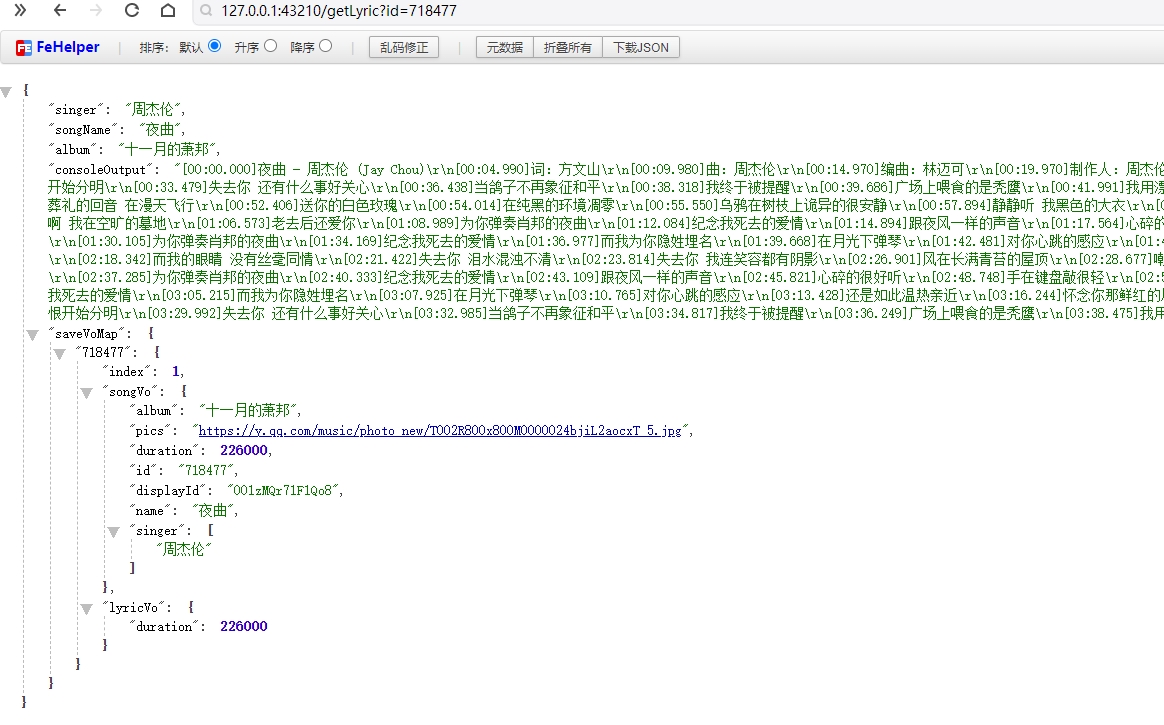 127.0.0.1:43210/getLyric?id=718477
FeHelper 排序: 默认 升序 降序 乱码修正 元数据 折叠所有 下载JSON
{
"singer": "周杰伦",
"songName": "夜曲",
"album": "十一月的萧邦",
"consoleOutput": "[00:00.000]夜曲 - 周杰伦 (Jay Chou)\r\n[00:04.990]词：方文山\r\n[00:09.980]曲：周杰伦\r\n[00:14.970]编曲：林迈可\r\n[00:19.970]制作人：周杰伦
开始分明\r\n[00:33.479]失去你 还有什么事好关心\r\n[00:36.438]当鸽子不再象征和平\r\n[00:38.318]我终于被提醒\r\n[00:39.686]广场上喂食的是秃鹰\r\n[00:41.991]我用漂
葬礼的回音 在漫天飞行\r\n[00:52.406]送你的白色玫瑰\r\n[00:54.014]在纯黑的环境凋零\r\n[00:55.550]乌鸦在树枝上诡异的很安静\r\n[00:57.894]静静听 我黑色的大衣\r\n[0
啊 我在空旷的墓地\r\n[01:06.573]老去后还爱你\r\n[01:08.989]为你弹奏肖邦的夜曲\r\n[01:12.084]纪念我死去的爱情\r\n[01:14.894]跟夜风一样的声音\r\n[01:17.564]心碎的
\r\n[01:30.105]为你弹奏肖邦的夜曲\r\n[01:34.169]纪念我死去的爱情\r\n[01:36.977]而我为你隐姓埋名\r\n[01:39.668]在月光下弹琴\r\n[01:42.481]对你心跳的感应\r\n[01:4
\r\n[02:18.342]而我的眼睛 没有丝毫同情\r\n[02:21.422]失去你 泪水混浊不清\r\n[02:23.814]失去你 我连笑容都有阴影\r\n[02:26.901]风在长满青苔的屋顶\r\n[02:28.677]嘲
\r\n[02:37.285]为你弹奏肖邦的夜曲\r\n[02:40.333]纪念我死去的爱情\r\n[02:43.109]跟夜风一样的声音\r\n[02:45.821]心碎的很好听\r\n[02:48.748]手在键盘敲很轻\r\n[02:5
我死去的爱情\r\n[03:05.215]而我为你隐姓埋名\r\n[03:07.925]在月光下弹琴\r\n[03:10.765]对你心跳的感应\r\n[03:13.428]还是如此温热亲近\r\n[03:16.244]怀念你那鲜红的
恨开始分明\r\n[03:29.992]失去你 还有什么事好关心\r\n[03:32.985]当鸽子不再象征和平\r\n[03:34.817]我终于被提醒\r\n[03:36.249]广场上喂食的是秃鹰\r\n[03:38.475]我用
"saveVoMap": {
"718477": {
"index": 1,
"songVo": {
"album": "十一月的萧邦",
"pics": "https://y.qq.com/music/photo_new/T002R800x800M0000024bjiL2aocxT_5.jpg",
"duration": 226000,
"id": "718477",
"displayId": "001zMQr71F1Qo8",
"name": "夜曲",
"singer": [
"周杰伦"
]
},
"lyricVo": {
"duration": 226000
}
}
}
}